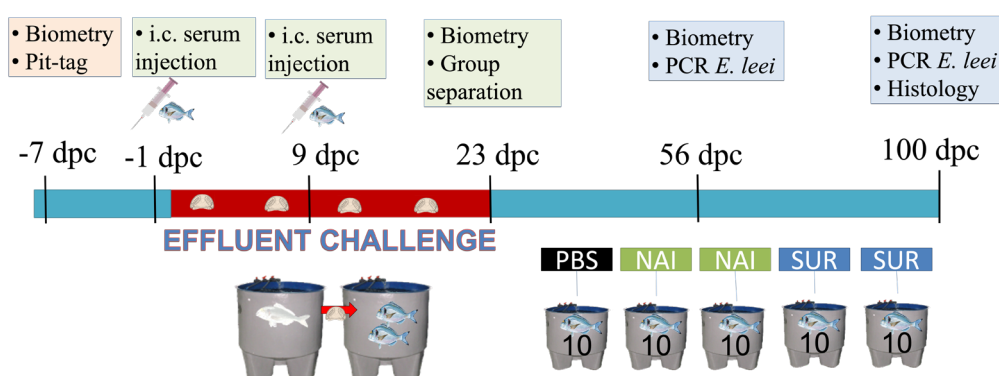 • Biometry
• Pit-tag
• i.c. serum
injection
• i.c. serum
injection
• Biometry
• Group
separation
• Biometry
• PCR E. leei
• Biometry
• PCR E. leei
• Histology
-7 dpc
-1 dpc
9 dpc
23 dpc
56 dpc
100 dpc
EFFLUENT CHALLENGE
PBS
NAI
NAI
SUR
SUR
10
10
10
10
10